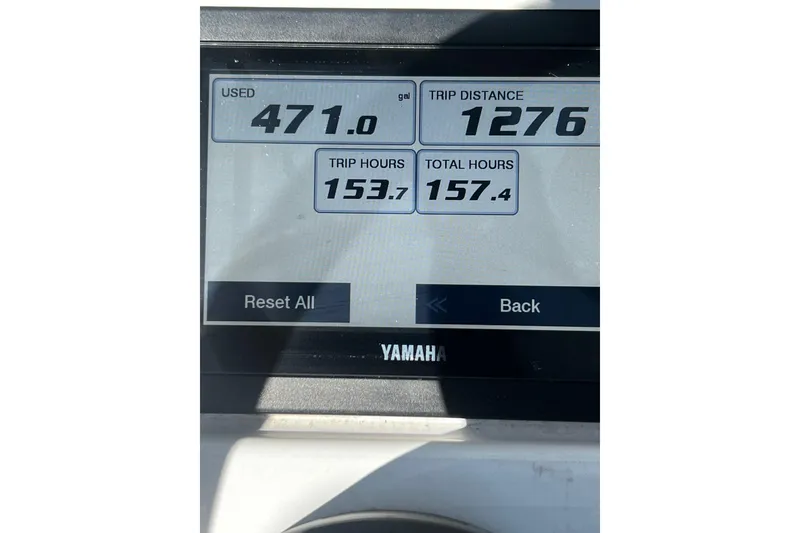 USED gal TRIP DISTANCE
471.0 1276
TRIP HOURS TOTAL HOURS
153.7 157.4
Reset All Back
YAMAHA